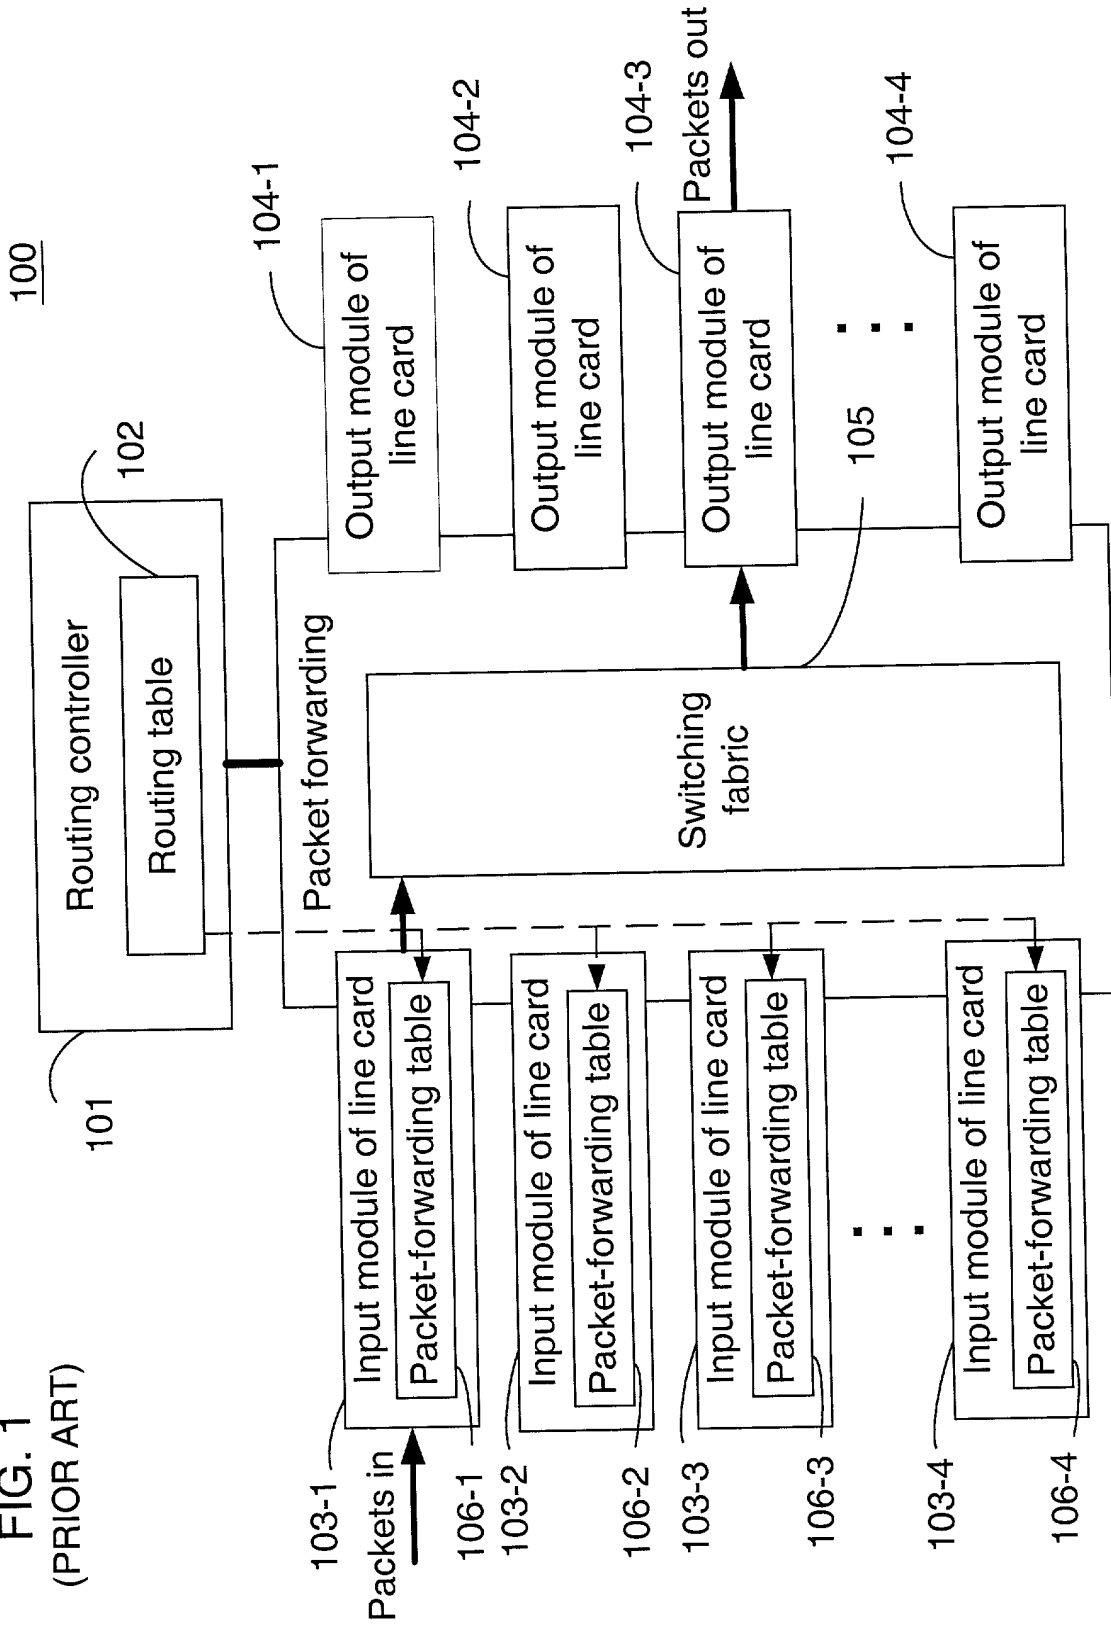 FIG. 1
(PRIOR ART)
100
101
Routing controller
Routing table
102
Packet forwarding
103-1
Packets in
Input module of line card
Packet-forwarding table
106-1
103-2
Input module of line card
Packet-forwarding table
106-2
103-3
Input module of line card
Packet-forwarding table
106-3
103-4
Input module of line card
Packet-forwarding table
106-4
Switching
fabric
105
Output module of
line card
104-1
Output module of
line card
104-2
Output module of
line card
104-3
Packets out
Output module of
line card
104-4